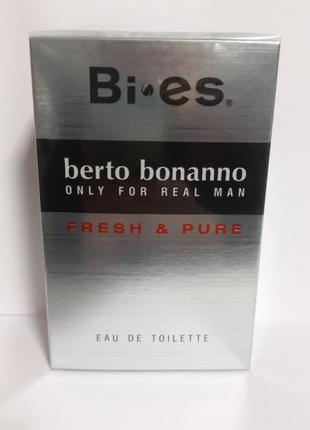 Bi·es®
berto bonanno
ONLY FOR REAL MAN
FRESH & PURE
EAU DE TOILETTE